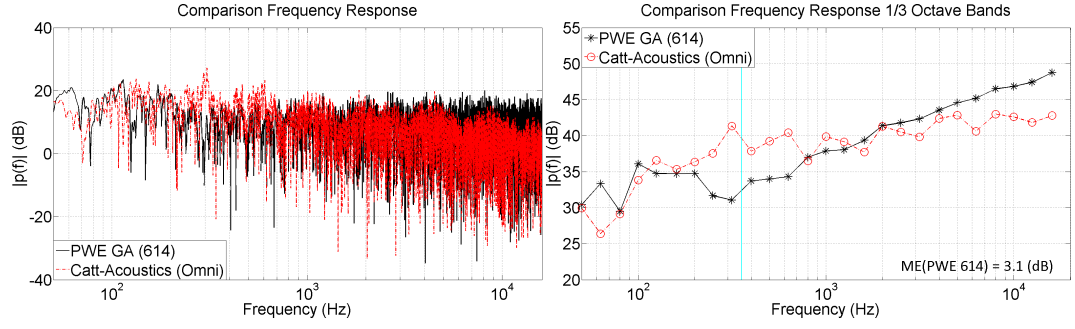 Comparison Frequency Response
40
20
0
-20
-40
|p(f)| (dB)
PWE GA (614)
Catt-Acoustics (Omni)
10^2
10^3
10^4
Frequency (Hz)
Comparison Frequency Response 1/3 Octave Bands
55
50
45
40
35
30
25
20
|p(f)| (dB)
PWE GA (614)
Catt-Acoustics (Omni)
ME(PWE 614) = 3.1 (dB)
10^2
10^3
10^4
Frequency (Hz)